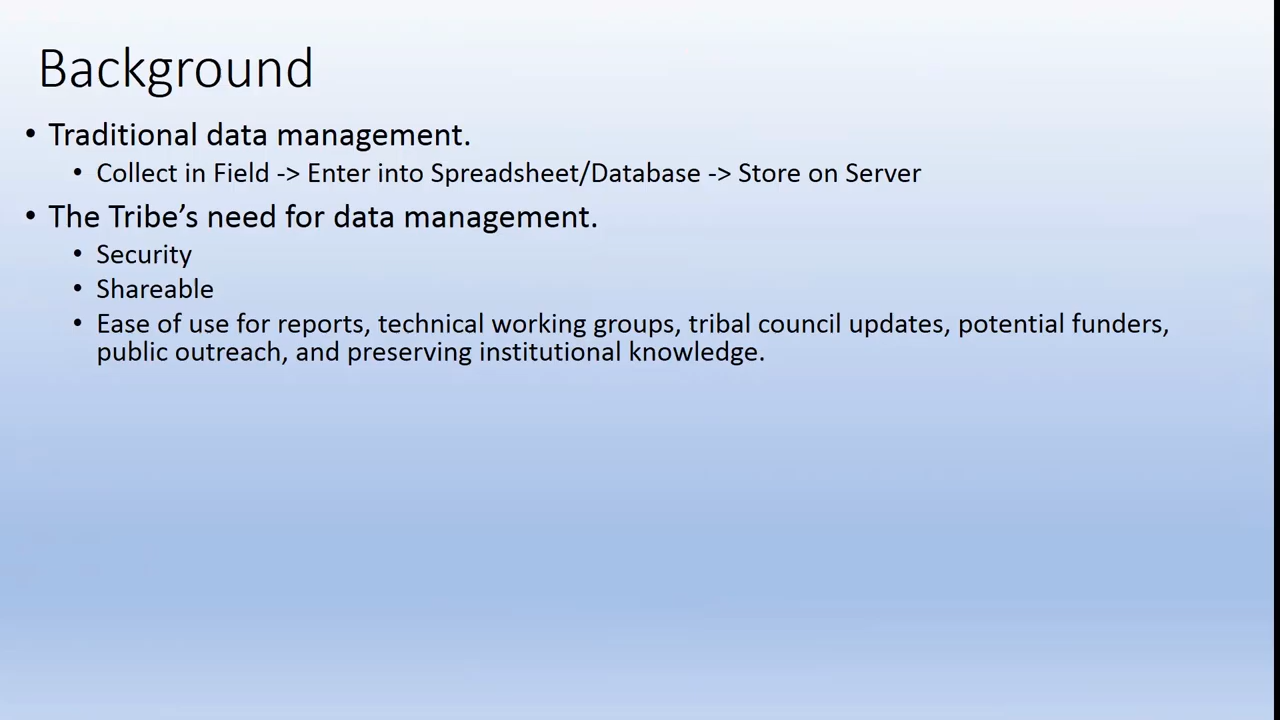 Background
• Traditional data management.
• Collect in Field -> Enter into Spreadsheet/Database -> Store on Server
• The Tribe’s need for data management.
• Security
• Shareable
• Ease of use for reports, technical working groups, tribal council updates, potential funders,
public outreach, and preserving institutional knowledge.